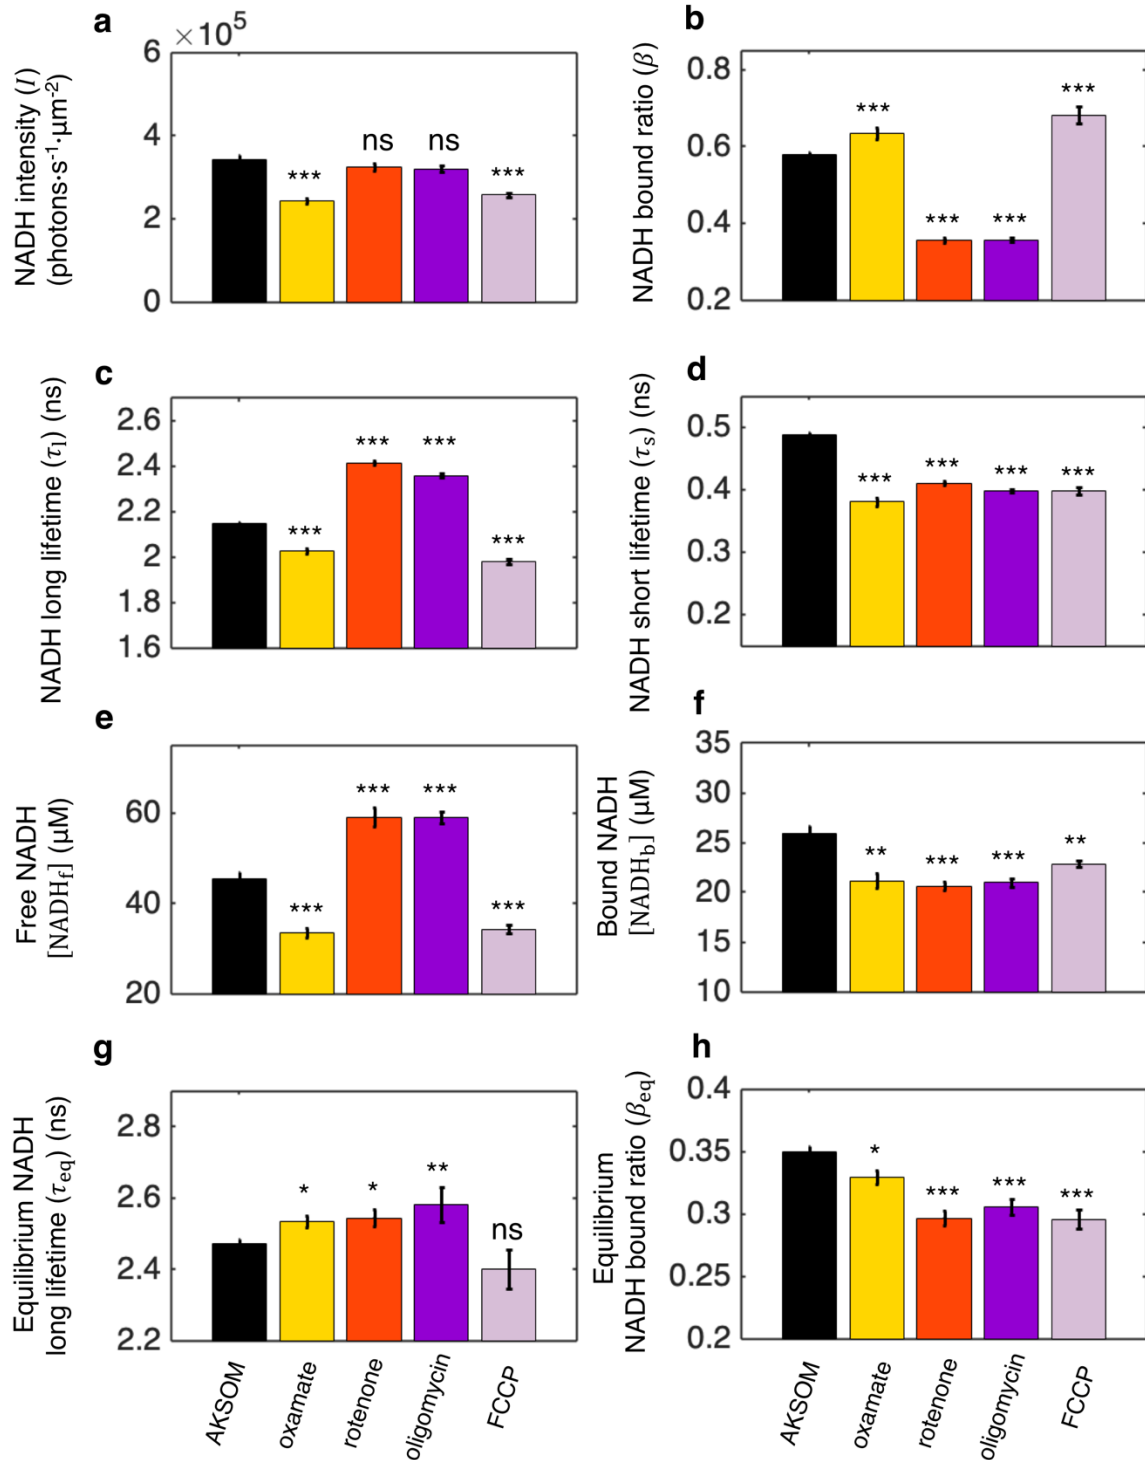 a
×10⁵
NADH intensity (I)
(photons·s⁻¹·μm⁻²)
6
4
2
0
ns
ns
***
***
b
NADH bound ratio (β)
0.8
0.6
0.4
0.2
***
***
***
***
c
NADH long lifetime (τₗ) (ns)
2.6
2.4
2.2
2
1.8
1.6
***
***
***
***
d
NADH short lifetime (τₛ) (ns)
0.5
0.4
0.3
0.2
***
***
***
***
e
Free NADH
[NADH_f] (μM)
60
40
20
***
***
***
***
f
Bound NADH
[NADH_b] (μM)
35
30
25
20
15
10
**
***
***
**
g
Equilibrium NADH
long lifetime (τ_eq) (ns)
2.8
2.6
2.4
2.2
*
*
**
ns
h
Equilibrium
NADH bound ratio (β_eq)
0.4
0.35
0.3
0.25
0.2
*
***
***
***
AKSOM
oxamate
rotenone
oligomycin
FCCP
AKSOM
oxamate
rotenone
oligomycin
FCCP